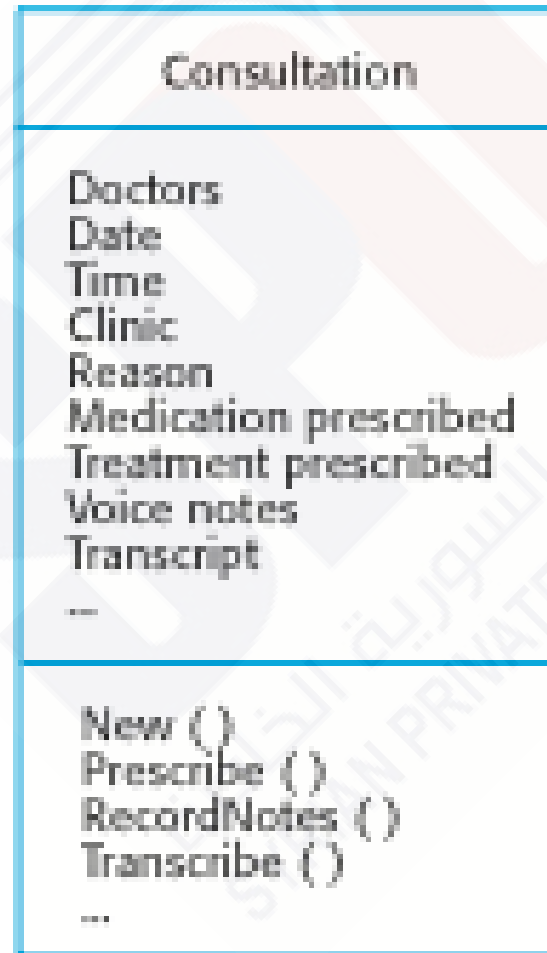 Consultation
Doctors
Date
Time
Clinic
Reason
Medication prescribed
Treatment prescribed
Voice notes
Transcript
...
New ( )
Prescribe ( )
RecordNotes ( )
Transcribe ( )
...